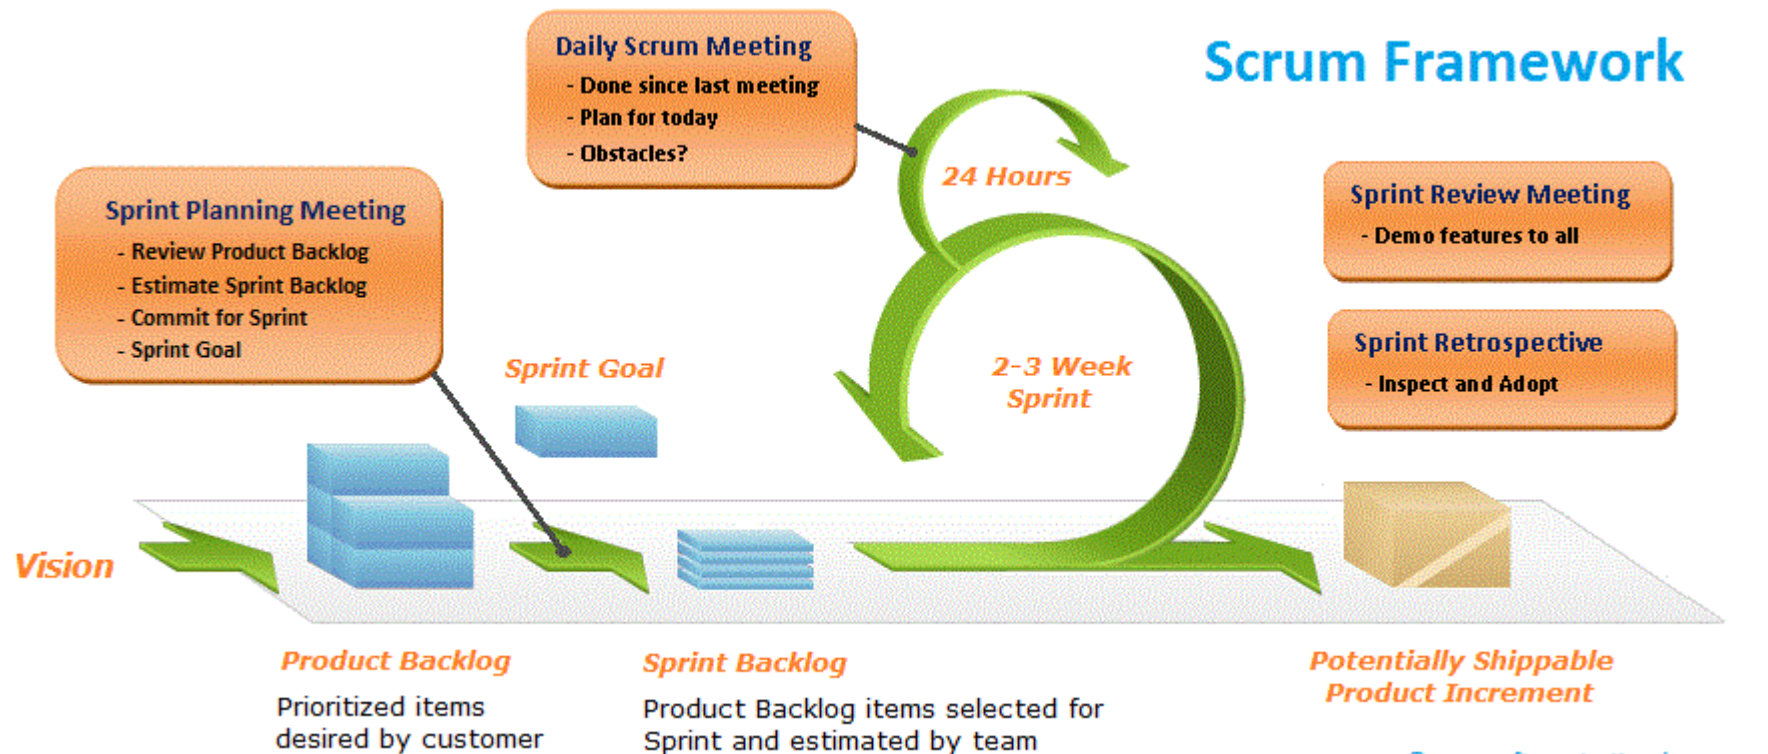 Scrum Framework
Daily Scrum Meeting
- Done since last meeting
- Plan for today
- Obstacles?
24 Hours
Sprint Planning Meeting
- Review Product Backlog
- Estimate Sprint Backlog
- Commit for Sprint
- Sprint Goal
Sprint Review Meeting
- Demo features to all
Sprint Retrospective
- Inspect and Adopt
Sprint Goal
2-3 Week
Sprint
Vision
Product Backlog
Prioritized items
desired by customer
Sprint Backlog
Product Backlog items selected for
Sprint and estimated by team
Potentially Shippable
Product Increment